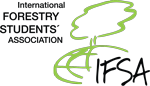 International
FORESTRY
STUDENTS´
ASSOCIATION
IFSA